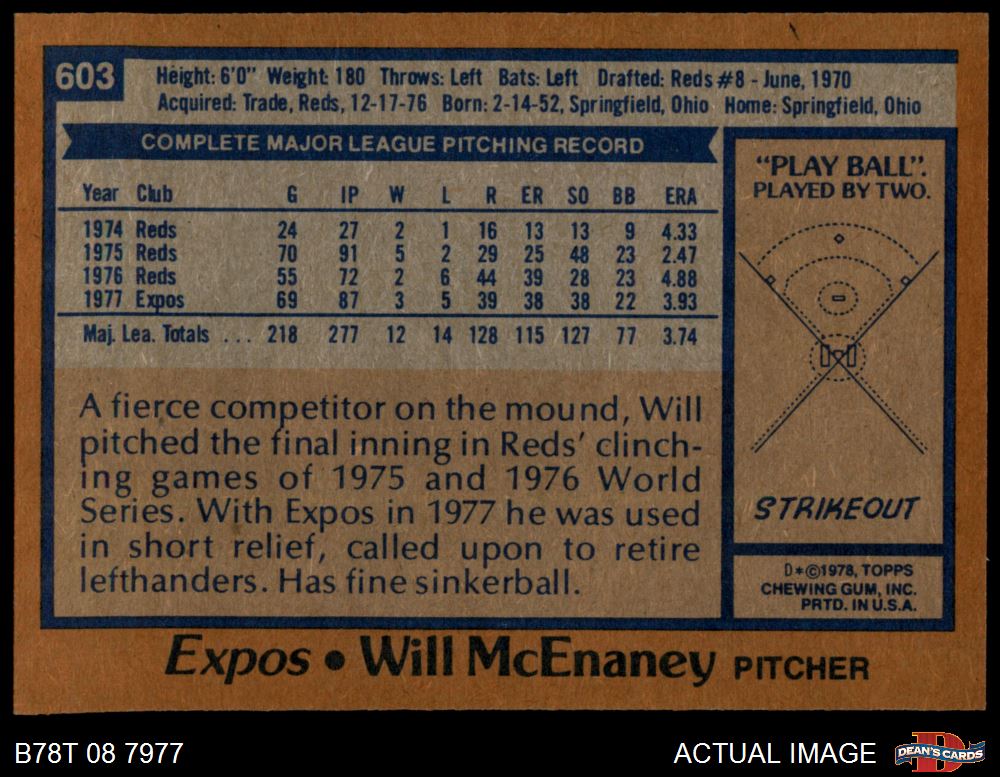 603
Height: 6'0" Weight: 180 Throws: Left Bats: Left Drafted: Reds #8 - June, 1970
Acquired: Trade, Reds, 12-17-76 Born: 2-14-52, Springfield, Ohio Home: Springfield, Ohio
COMPLETE MAJOR LEAGUE PITCHING RECORD
Year Club G IP W L R ER SO BB ERA
1974 Reds 24 27 2 1 16 13 13 9 4.33
1975 Reds 70 91 5 2 29 25 48 23 2.47
1976 Reds 55 72 2 6 44 39 28 23 4.88
1977 Expos 69 87 3 5 39 38 38 22 3.93
Maj. Lea. Totals ... 218 277 12 14 128 115 127 77 3.74
A fierce competitor on the mound, Will
pitched the final inning in Reds' clinch-
ing games of 1975 and 1976 World
Series. With Expos in 1977 he was used
in short relief, called upon to retire
lefthanders. Has fine sinkerball.
"PLAY BALL".
PLAYED BY TWO.
STRIKEOUT
D*©1978, TOPPS
CHEWING GUM, INC.
PRTD. IN U.S.A.
Expos • Will McEnaney PITCHER
B78T 08 7977
ACTUAL IMAGE
DEAN'S CARDS